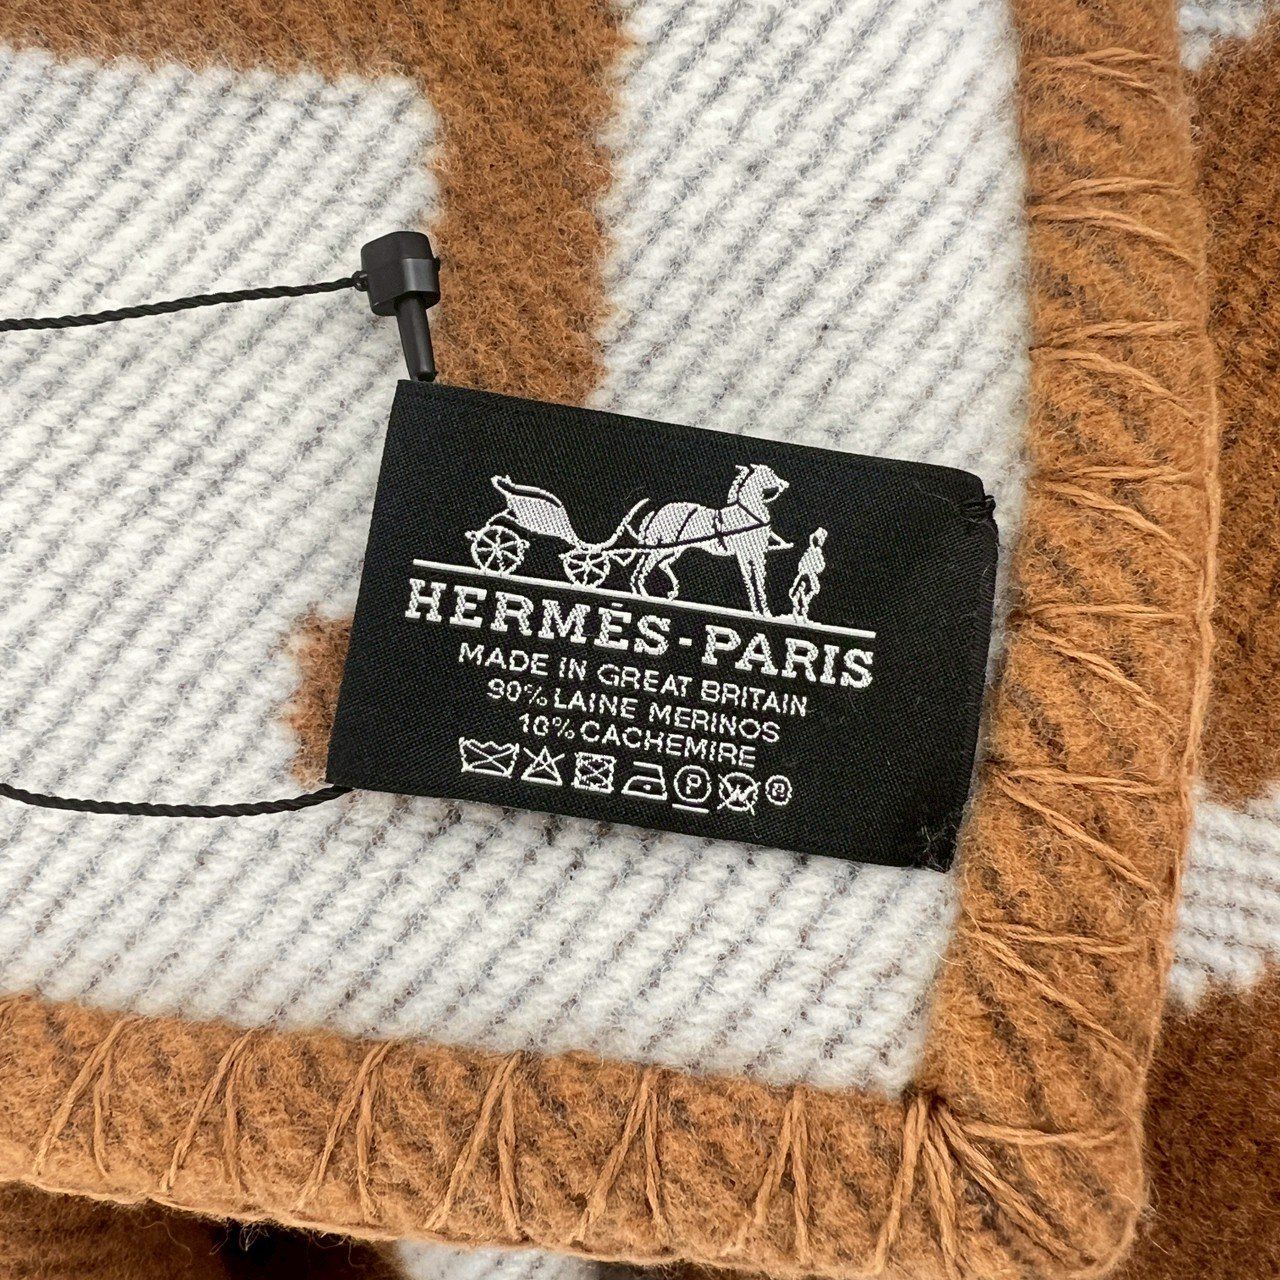 HERMÈS-PARIS
MADE IN GREAT BRITAIN
90% LAINE MERINOS
10% CACHEMIRE
P W ®